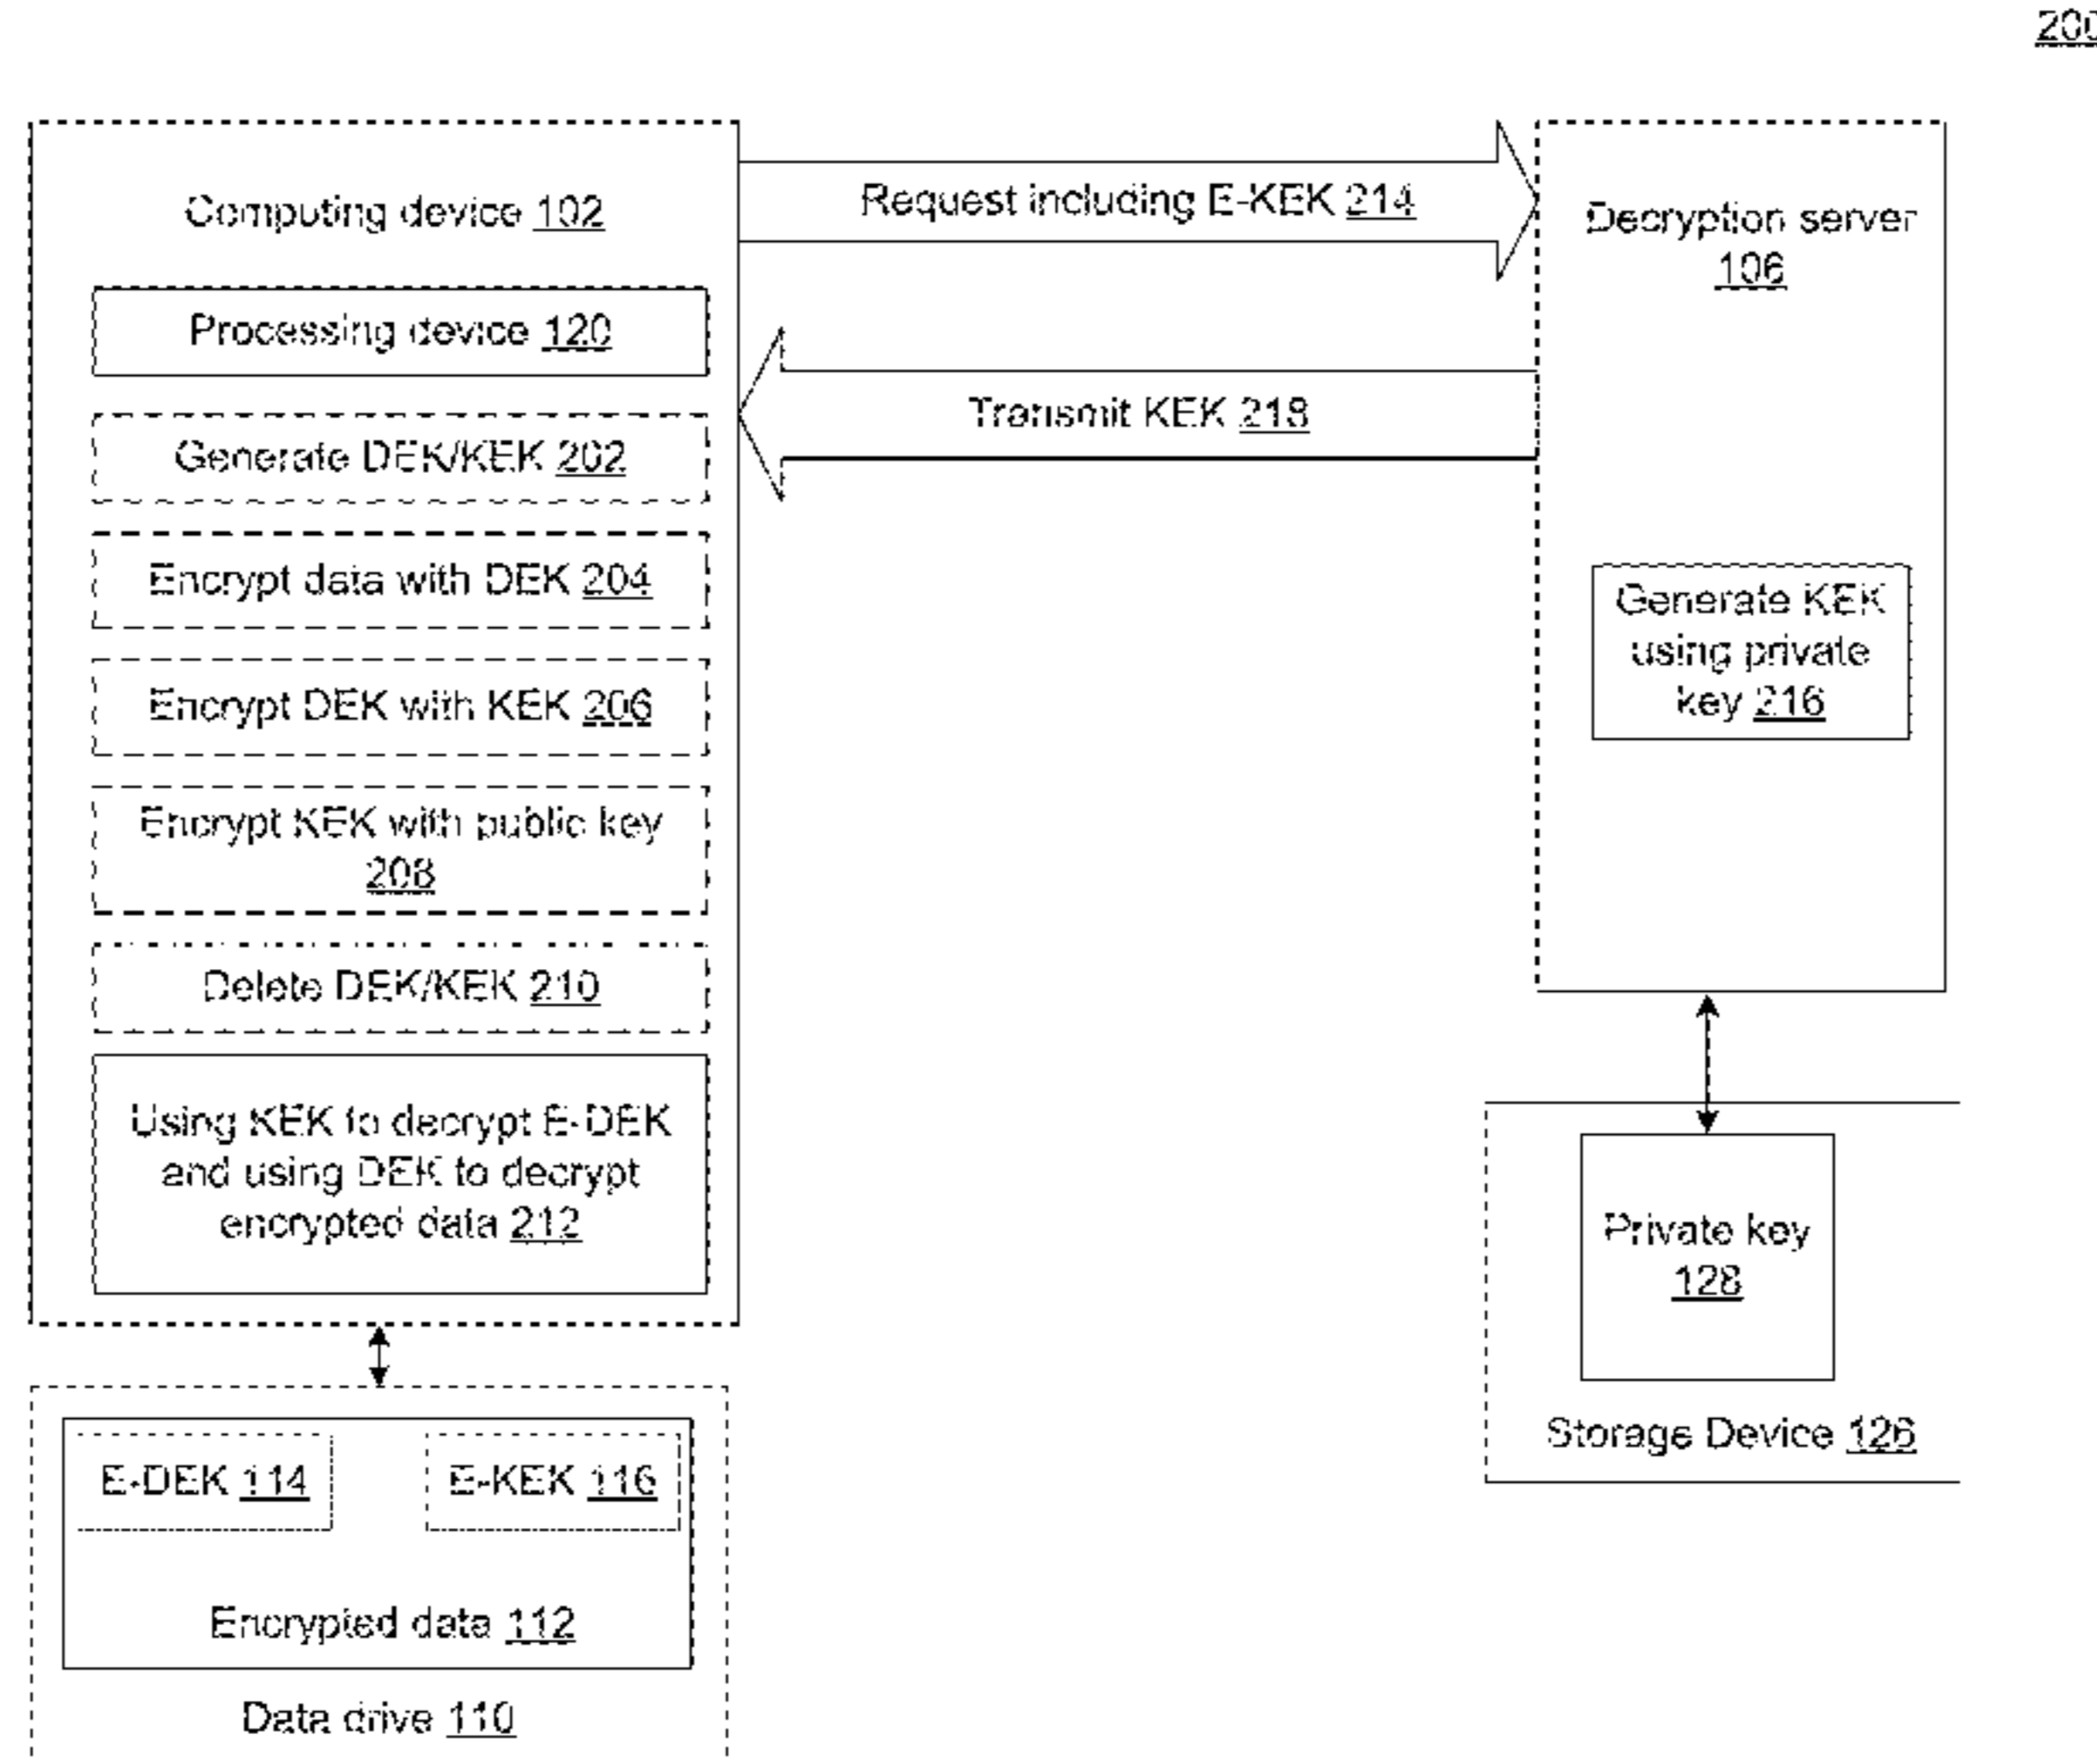 200
Computing device 102
Processing device 120
Generate DEK/KEK 202
Encrypt data with DEK 204
Encrypt DEK with KEK 206
Encrypt KEK with public key
208
Delete DEK/KEK 210
Using KEK to decrypt E-DEK
and using DEK to decrypt
encrypted data 212
E-DEK 114
E-KEK 116
Encrypted data 112
Data drive 110
Request including E-KEK 214
Transmit KEK 218
Decryption server
106
Generate KEK
using private
key 216
Private key
128
Storage Device 126